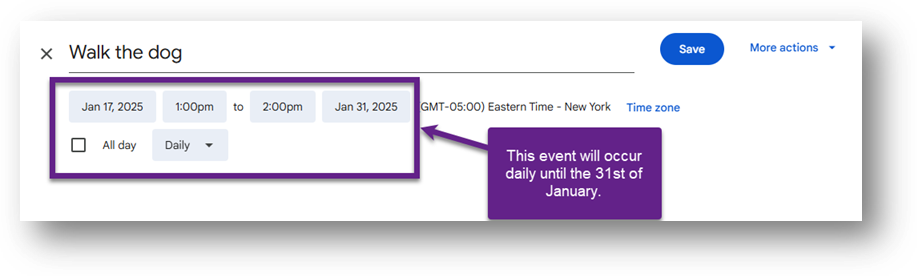 Walk the dog
Save
More actions
Jan 17, 2025 1:00pm to 2:00pm Jan 31, 2025 GMT-05:00) Eastern Time - New York Time zone
All day Daily
This event will occur
daily until the 31st of
January.